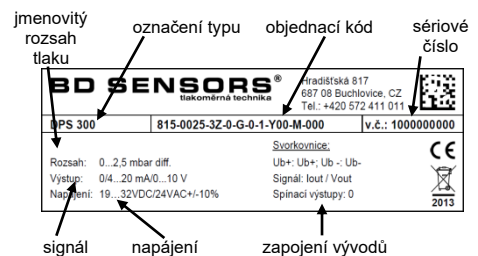 jmenovitý
rozsah
tlaku
označení typu
objednací kód
sériové
číslo
BD SENSORS®
tlakoměrná technika
Hradišťská 817
687 08 Buchlovice, CZ
Tel.: +420 572 411 011
DPS 300 815-0025-3Z-0-G-0-1-Y00-M-000 v.č.: 1000000000
Rozsah: 0...2,5 mbar diff.
Výstup: 0/4...20 mA/0...10 V
Napájení: 19...32VDC/24VAC+/-10%
Svorkovnice:
Ub+: Ub+; Ub -: Ub-
Signál: Iout / Vout
Spínací výstupy: 0
CE
2013
signál
napájení
zapojení vývodů